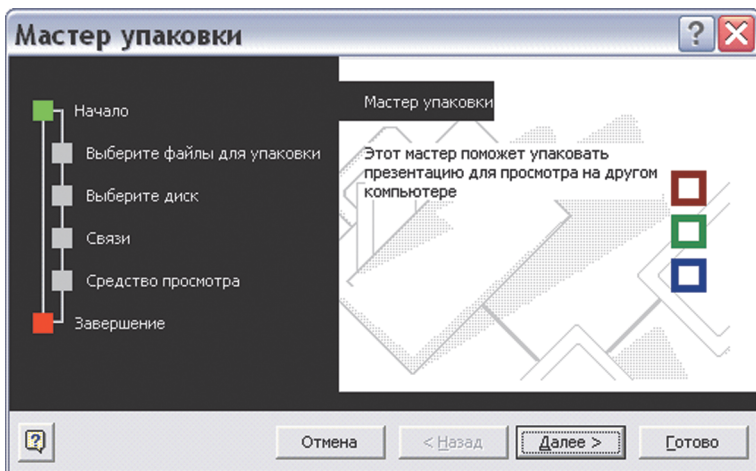 Мастер упаковки
Начало
Выберите файлы для упаковки
Выберите диск
Связи
Средство просмотра
Завершение
Мастер упаковки
Этот мастер поможет упаковать
презентацию для просмотра на другом
компьютере
Отмена
< Назад
Далее >
Готово